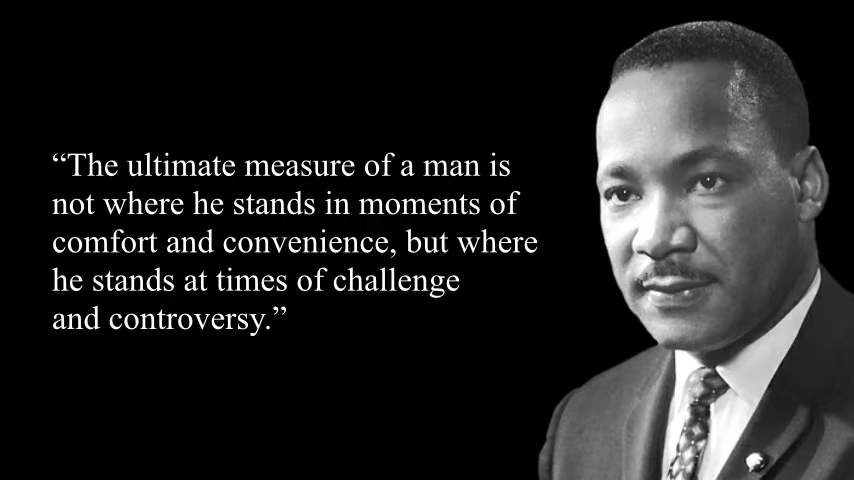 “The ultimate measure of a man is
not where he stands in moments of
comfort and convenience, but where
he stands at times of challenge
and controversy.”